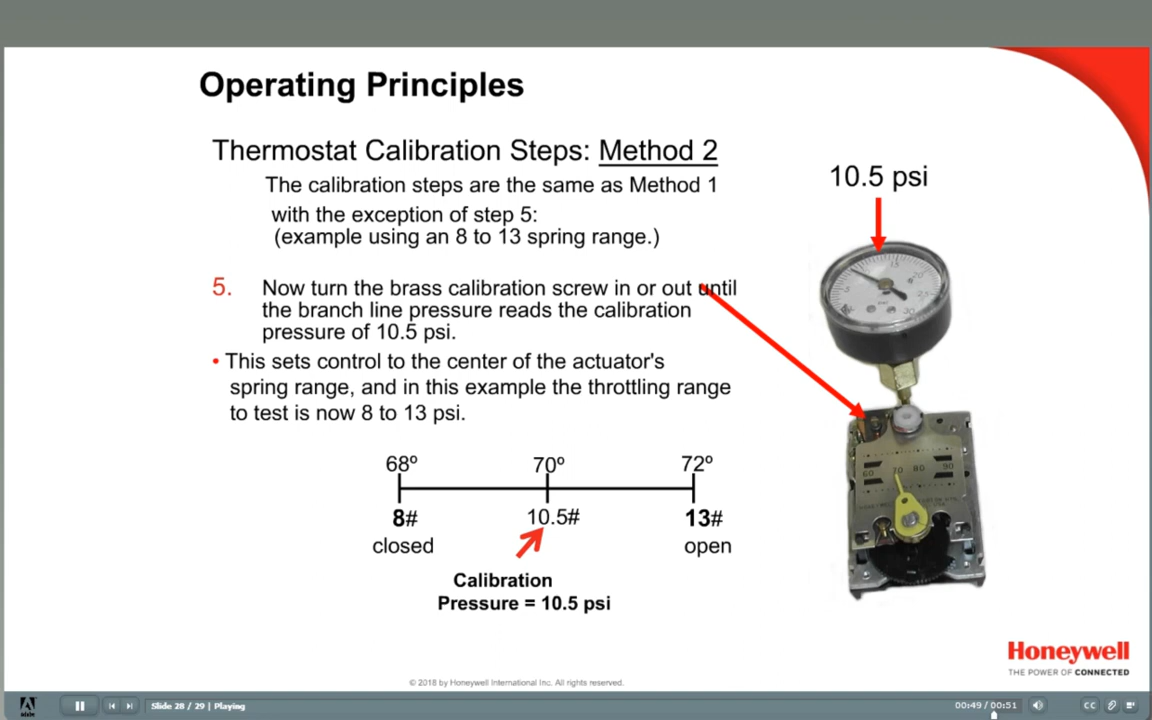 Operating Principles
Thermostat Calibration Steps: Method 2
The calibration steps are the same as Method 1
with the exception of step 5:
(example using an 8 to 13 spring range.)
5. Now turn the brass calibration screw in or out until
the branch line pressure reads the calibration
pressure of 10.5 psi.
• This sets control to the center of the actuator's
spring range, and in this example the throttling range
to test is now 8 to 13 psi.
68º 70º 72º
8# 10.5# 13#
closed open
Calibration
Pressure = 10.5 psi
10.5 psi
60 70 80 90
Honeywell
THE POWER OF CONNECTED
© 2018 by Honeywell International Inc. All rights reserved.
Slide 28 / 29 | Playing
00:49 / 00:51
CC